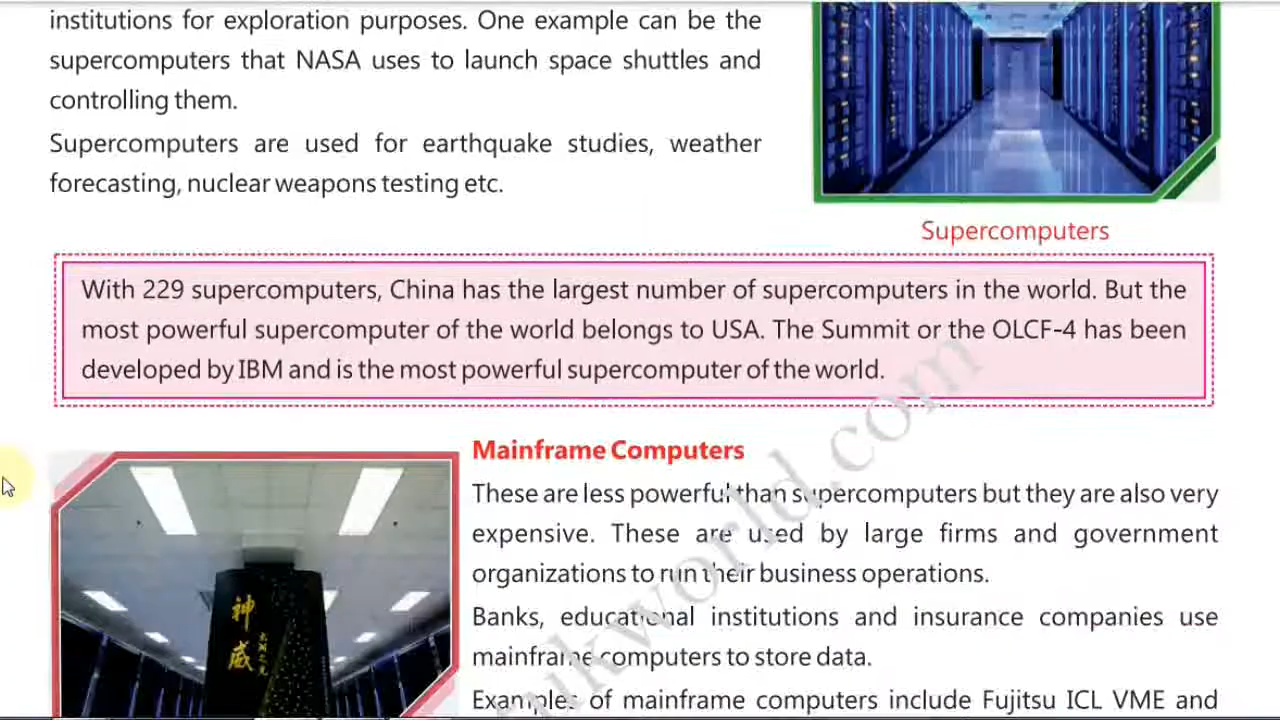 institutions for exploration purposes. One example can be the
supercomputers that NASA uses to launch space shuttles and
controlling them.
Supercomputers are used for earthquake studies, weather
forecasting, nuclear weapons testing etc.
Supercomputers
With 229 supercomputers, China has the largest number of supercomputers in the world. But the
most powerful supercomputer of the world belongs to USA. The Summit or the OLCF-4 has been
developed by IBM and is the most powerful supercomputer of the world.
Mainframe Computers
These are less powerful than supercomputers but they are also very
expensive. These are used by large firms and government
organizations to run their business operations.
Banks, educational institutions and insurance companies use
mainframe computers to store data.
Examples of mainframe computers include Fujitsu ICL VME and
神威